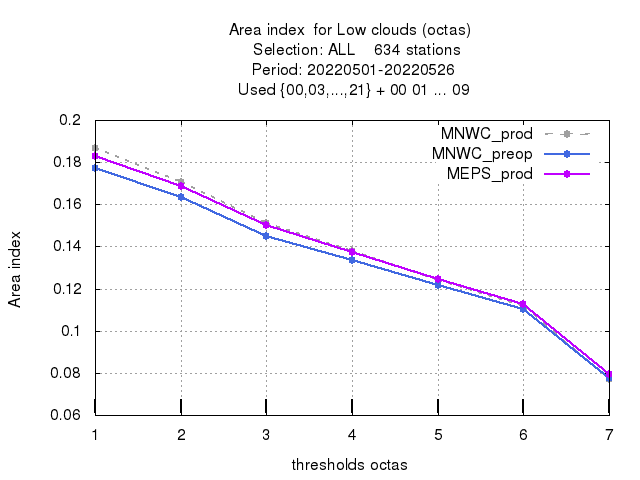 Area index for Low clouds (octas)
Selection: ALL 634 stations
Period: 20220501-20220526
Used {00,03,...,21} + 00 01 ... 09
MNWC_prod
MNWC_preop
MEPS_prod
0.2
0.18
0.16
0.14
0.12
0.1
0.08
0.06
Area index
1 2 3 4 5 6 7
thresholds octas